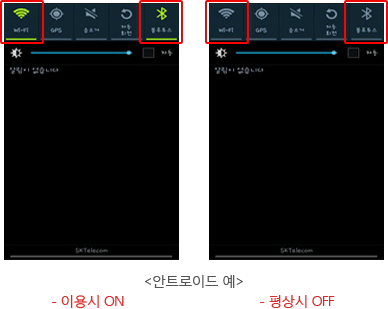 Wi-Fi GPS 음소거 자동 회전 블루투스
자동
알림이 없습니다
SKTelecom
Wi-Fi GPS 음소거 자동 회전 블루투스
자동
알림이 없습니다
SKTelecom
<안트로이드 예>
- 이용시 ON
- 평상시 OFF